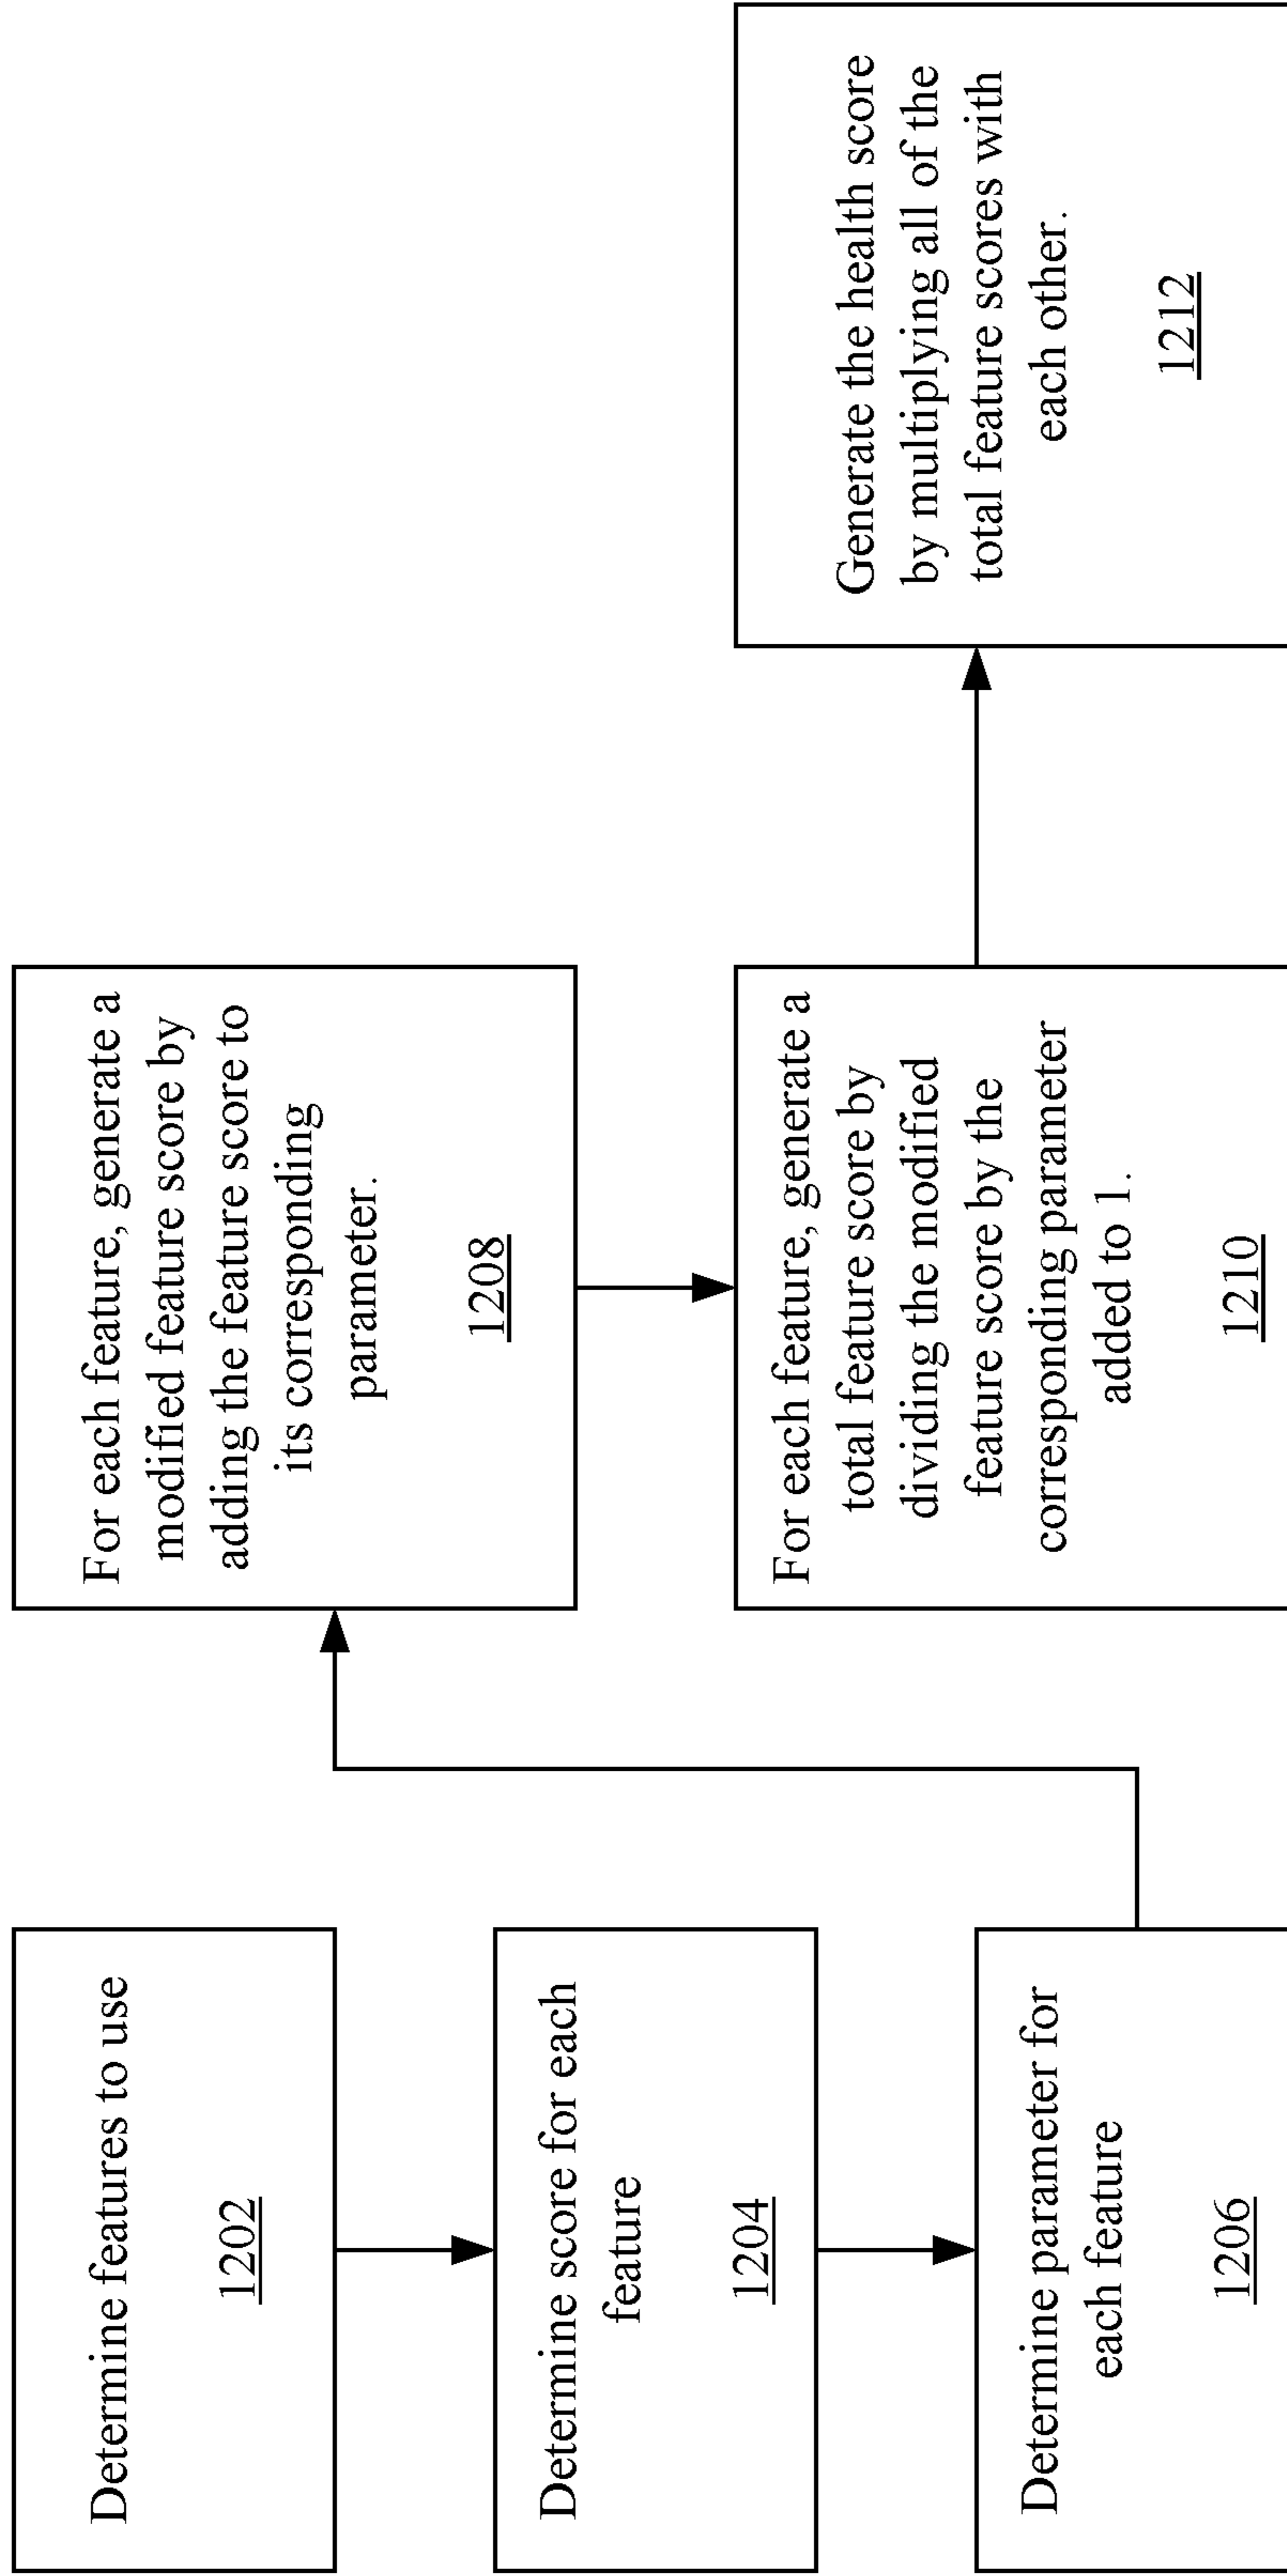 Determine features to use
1202
Determine score for each
feature
1204
Determine parameter for
each feature
1206
For each feature, generate a
modified feature score by
adding the feature score to
its corresponding
parameter.
1208
For each feature, generate a
total feature score by
dividing the modified
feature score by the
corresponding parameter
added to 1.
1210
Generate the health score
by multiplying all of the
total feature scores with
each other.
1212